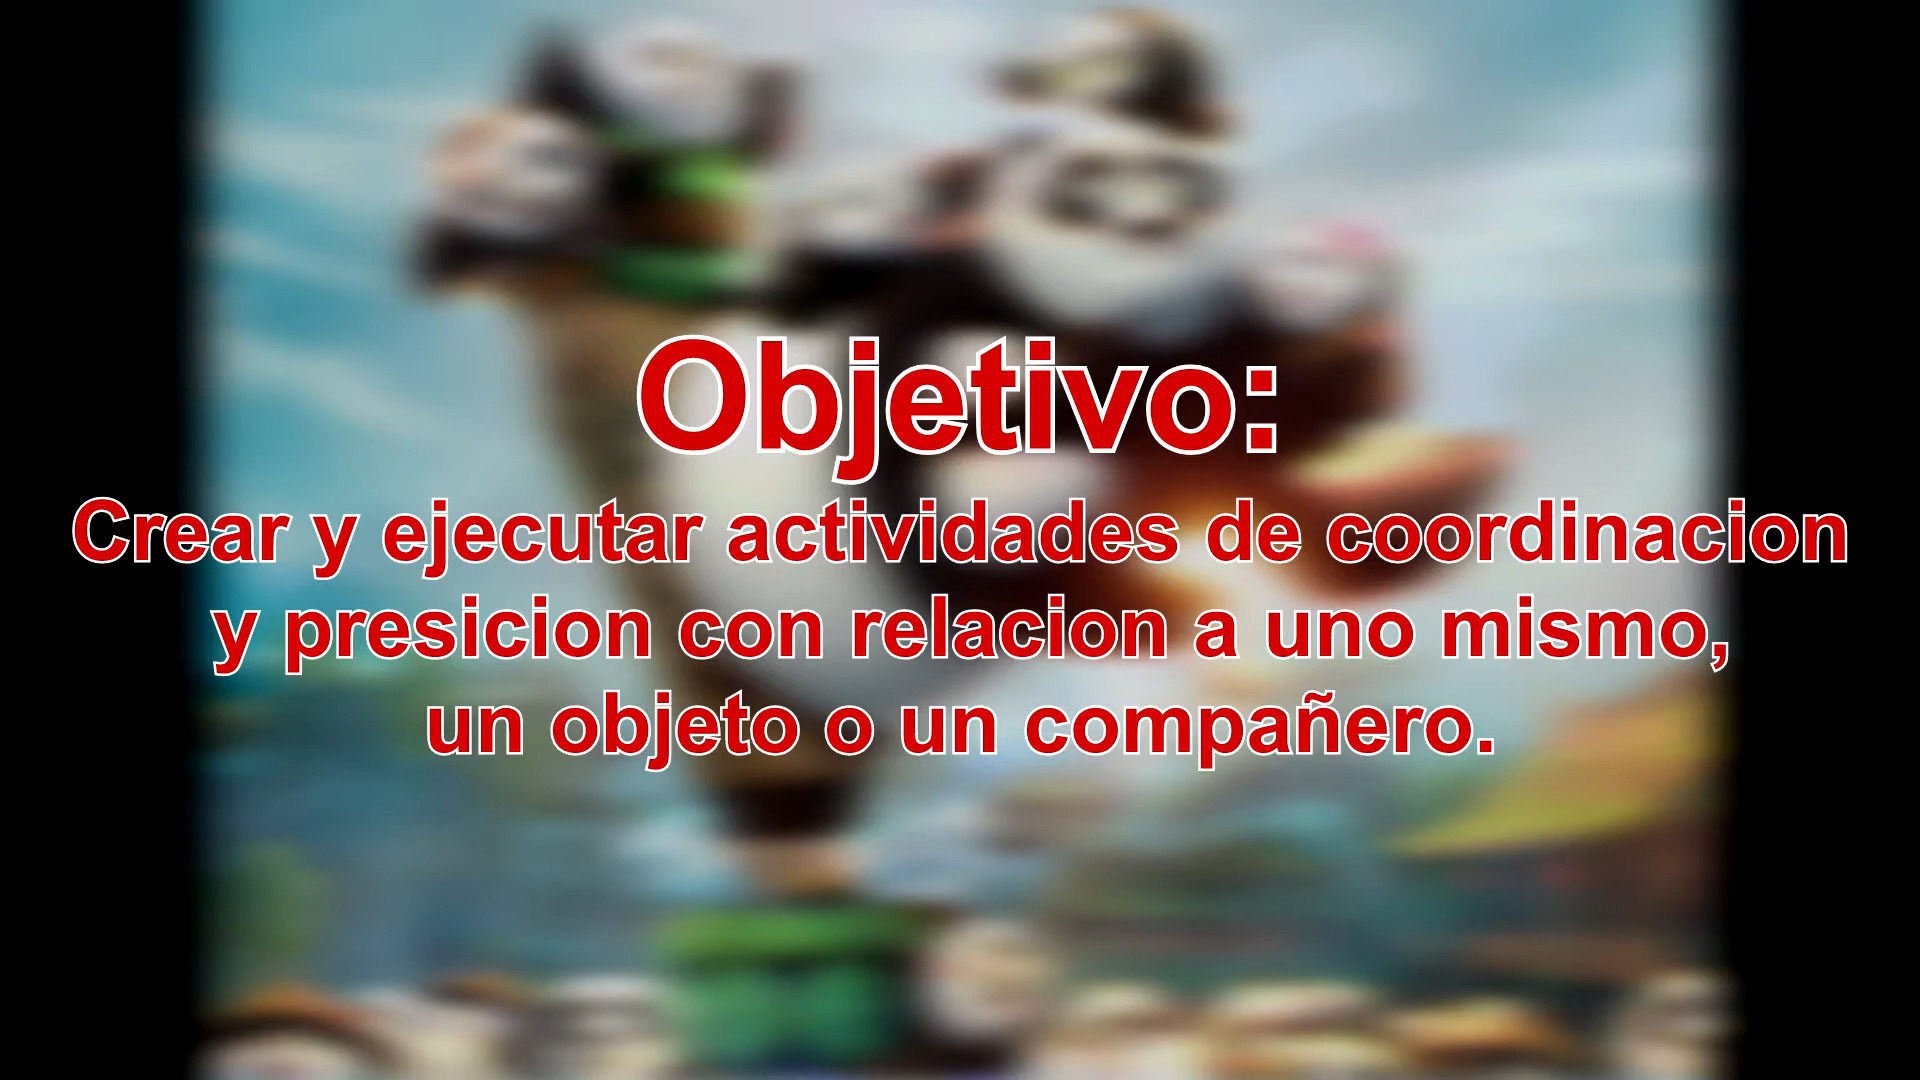 Objetivo:
Crear y ejecutar actividades de coordinacion
y presicion con relacion a uno mismo,
un objeto o un compañero.